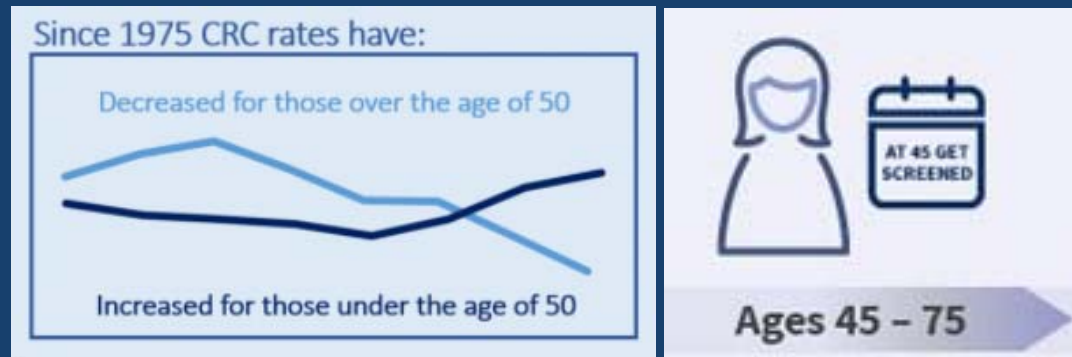 Since 1975 CRC rates have:
Decreased for those over the age of 50
Increased for those under the age of 50
AT 45 GET
SCREENED
Ages 45 – 75